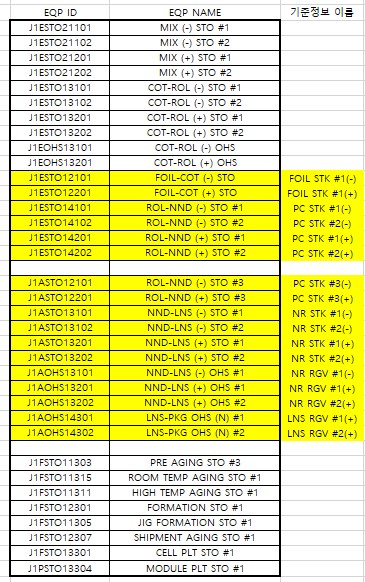 EQP ID EQP NAME 기준정보 이름
J1ESTO21101 MIX (-) STO #1
J1ESTO21102 MIX (-) STO #2
J1ESTO21201 MIX (+) STO #1
J1ESTO21202 MIX (+) STO #2
J1ESTO13101 COT-ROL (-) STO #1
J1ESTO13102 COT-ROL (-) STO #2
J1ESTO13201 COT-ROL (+) STO #1
J1ESTO13202 COT-ROL (+) STO #2
J1EOHS13101 COT-ROL (-) OHS
J1EOHS13201 COT-ROL (+) OHS
J1ESTO12101 FOIL-COT (-) STO FOIL STK #1(-)
J1ESTO12201 FOIL-COT (+) STO FOIL STK #1(+)
J1ESTO14101 ROL-NND (-) STO #1 PC STK #1(-)
J1ESTO14102 ROL-NND (-) STO #2 PC STK #2(-)
J1ESTO14201 ROL-NND (+) STO #1 PC STK #1(+)
J1ESTO14202 ROL-NND (+) STO #2 PC STK #2(+)
J1ASTO12101 ROL-NND (-) STO #3 PC STK #3(-)
J1ASTO12201 ROL-NND (+) STO #3 PC STK #3(+)
J1ASTO13101 NND-LNS (-) STO #1 NR STK #1(-)
J1ASTO13102 NND-LNS (-) STO #2 NR STK #2(-)
J1ASTO13201 NND-LNS (+) STO #1 NR STK #1(+)
J1ASTO13202 NND-LNS (+) STO #2 NR STK #2(+)
J1AOHS13101 NND-LNS (-) OHS #1 NR RGV #1(-)
J1AOHS13201 NND-LNS (+) OHS #1 NR RGV #1(+)
J1AOHS13202 NND-LNS (+) OHS #2 NR RGV #2(+)
J1AOHS14301 LNS-PKG OHS (N) #1 LNS RGV #1(+)
J1AOHS14302 LNS-PKG OHS (N) #2 LNS RGV #2(+)
J1FSTO11303 PRE AGING STO #3
J1FSTO11315 ROOM TEMP AGING STO #1
J1FSTO11311 HIGH TEMP AGING STO #1
J1FSTO12301 FORMATION STO #1
J1FSTO11305 JIG FORMATION STO #1
J1FSTO12307 SHIPMENT AGING STO #1
J1FSTO13301 CELL PLT STO #1
J1PSTO13304 MODULE PLT STO #1